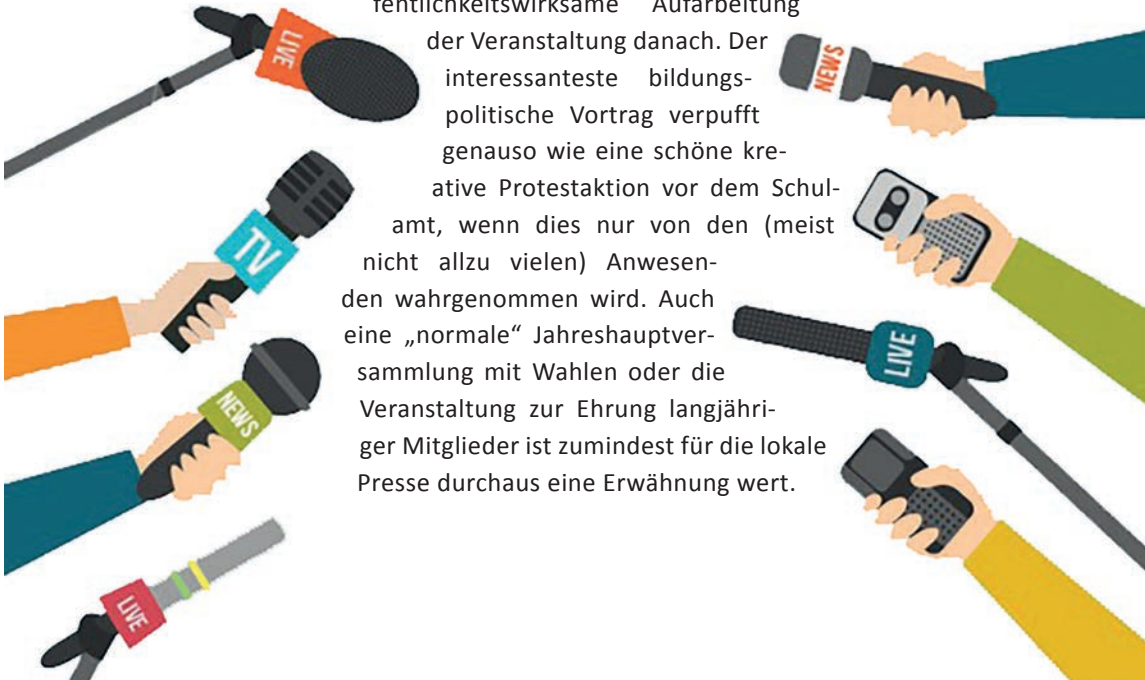 fentlichkeitswirksame Aufarbeitung
der Veranstaltung danach. Der
interessanteste bildungs-
politische Vortrag verpufft
genauso wie eine schöne kre-
ative Protestaktion vor dem Schul-
amt, wenn dies nur von den (meist
nicht allzu vielen) Anwesen-
den wahrgenommen wird. Auch
eine „normale“ Jahreshauptver-
sammlung mit Wahlen oder die
Veranstaltung zur Ehrung langjähri-
ger Mitglieder ist zumindest für die lokale
Presse durchaus eine Erwähnung wert.
LIVE
TV
NEWS
LIVE
NEWS
LIVE